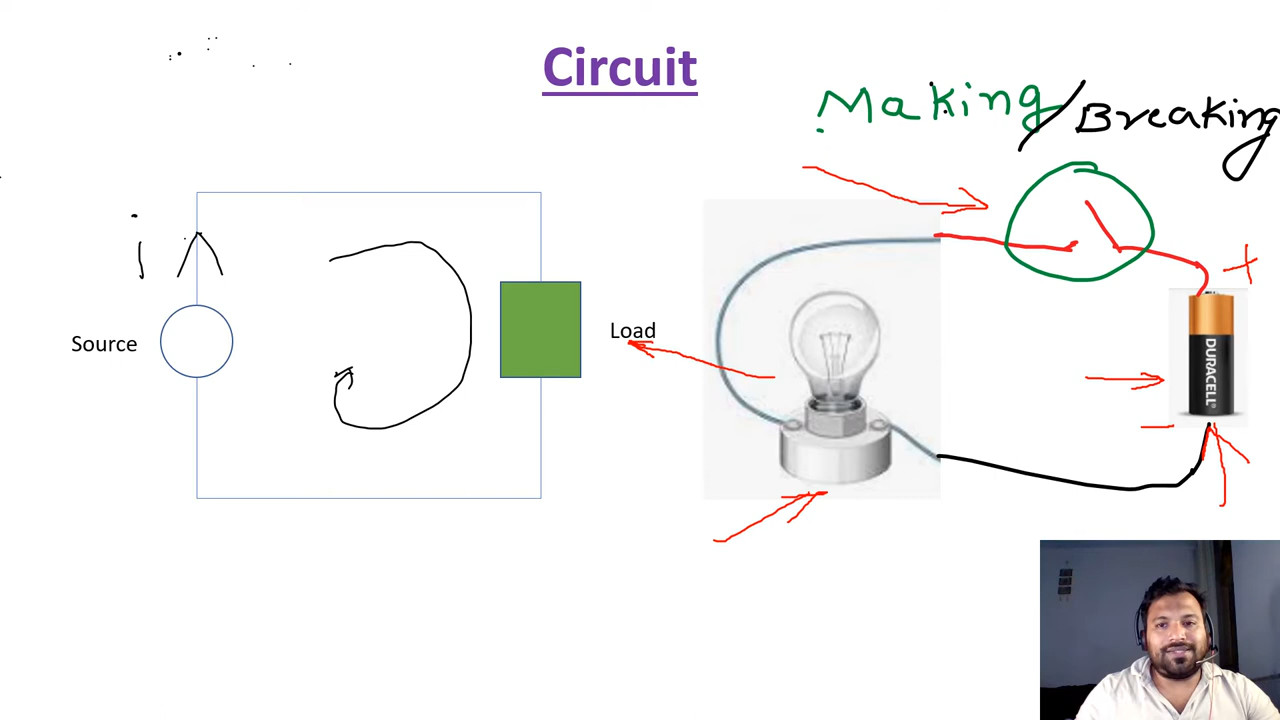 Circuit
Making/Breaking
i
Source
Load
+
DURACELL
-